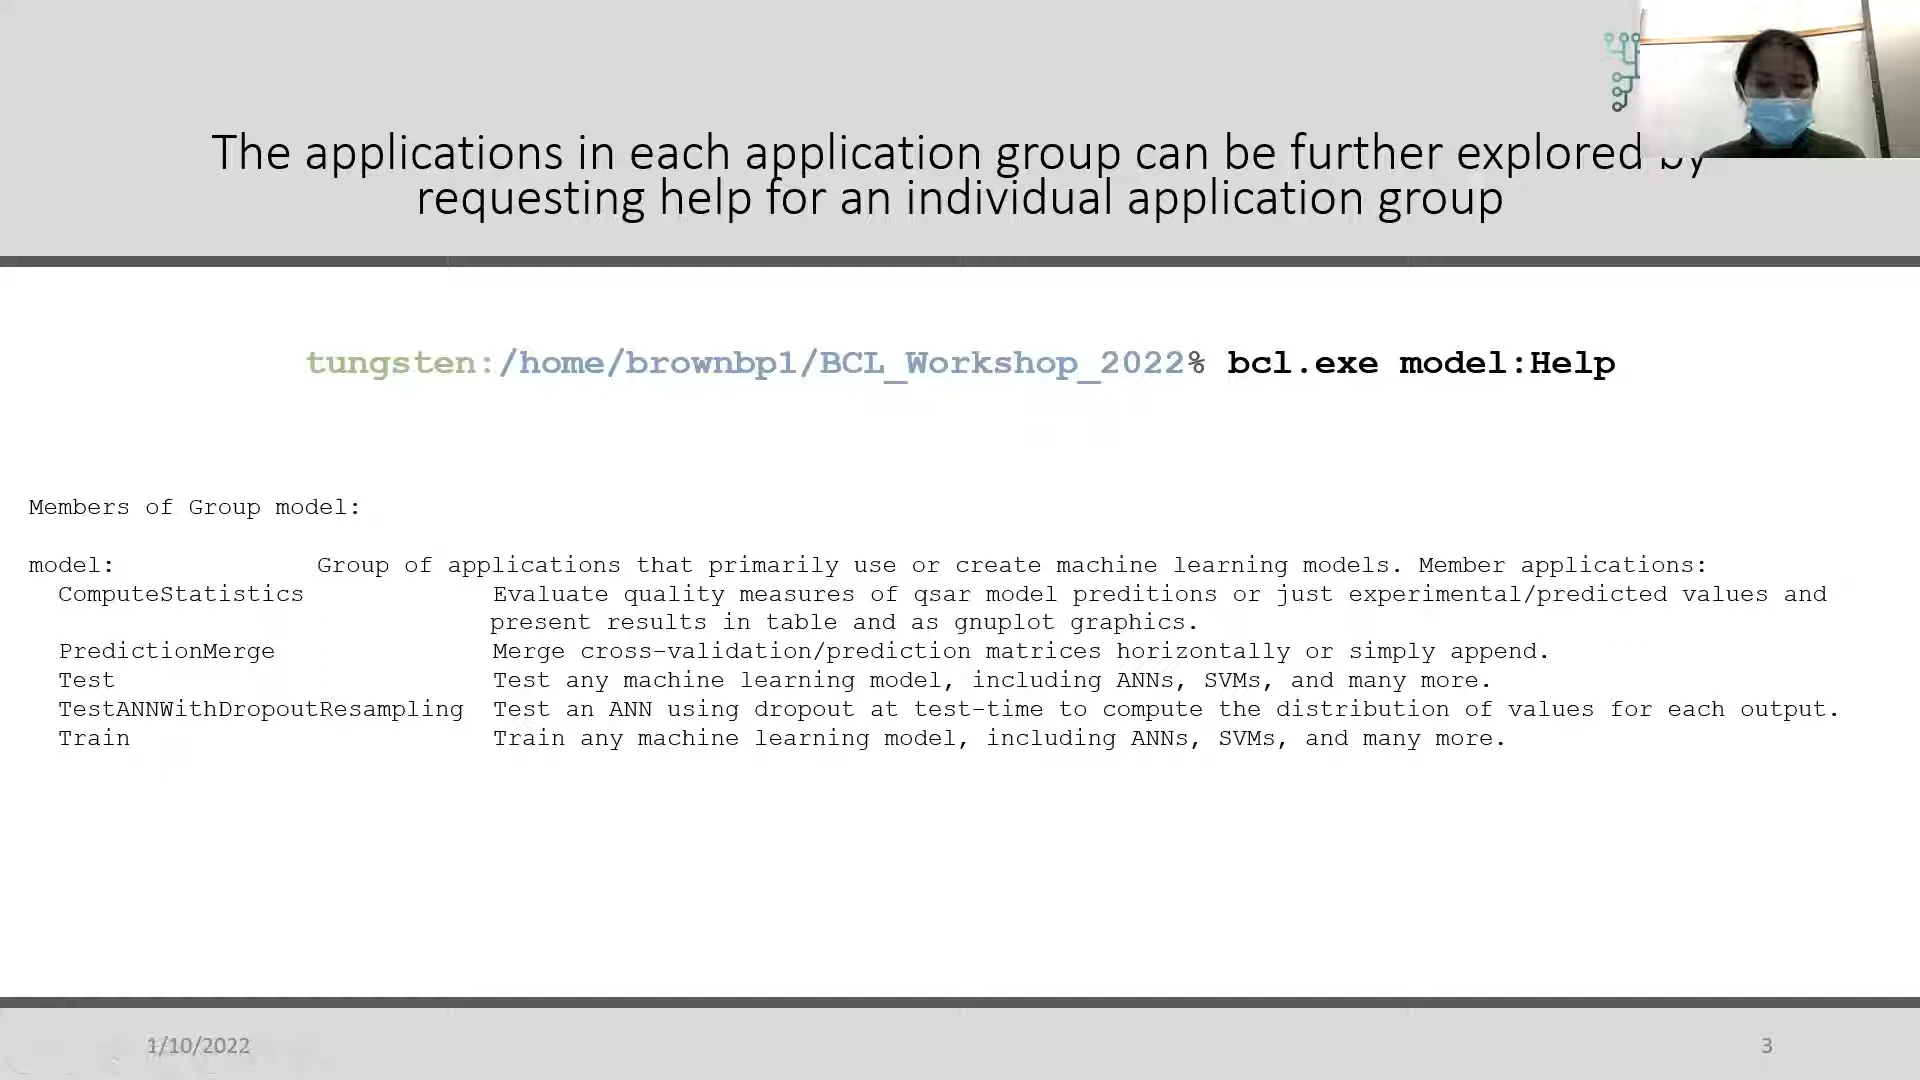 The applications in each application group can be further explored by
requesting help for an individual application group
tungsten:/home/brownbp1/BCL_Workshop_2022% bcl.exe model:Help
Members of Group model:
model: Group of applications that primarily use or create machine learning models. Member applications:
ComputeStatistics Evaluate quality measures of qsar model preditions or just experimental/predicted values and
present results in table and as gnuplot graphics.
PredictionMerge Merge cross-validation/prediction matrices horizontally or simply append.
Test Test any machine learning model, including ANNs, SVMs, and many more.
TestANNWithDropoutResampling Test an ANN using dropout at test-time to compute the distribution of values for each output.
Train Train any machine learning model, including ANNs, SVMs, and many more.
1/10/2022
3